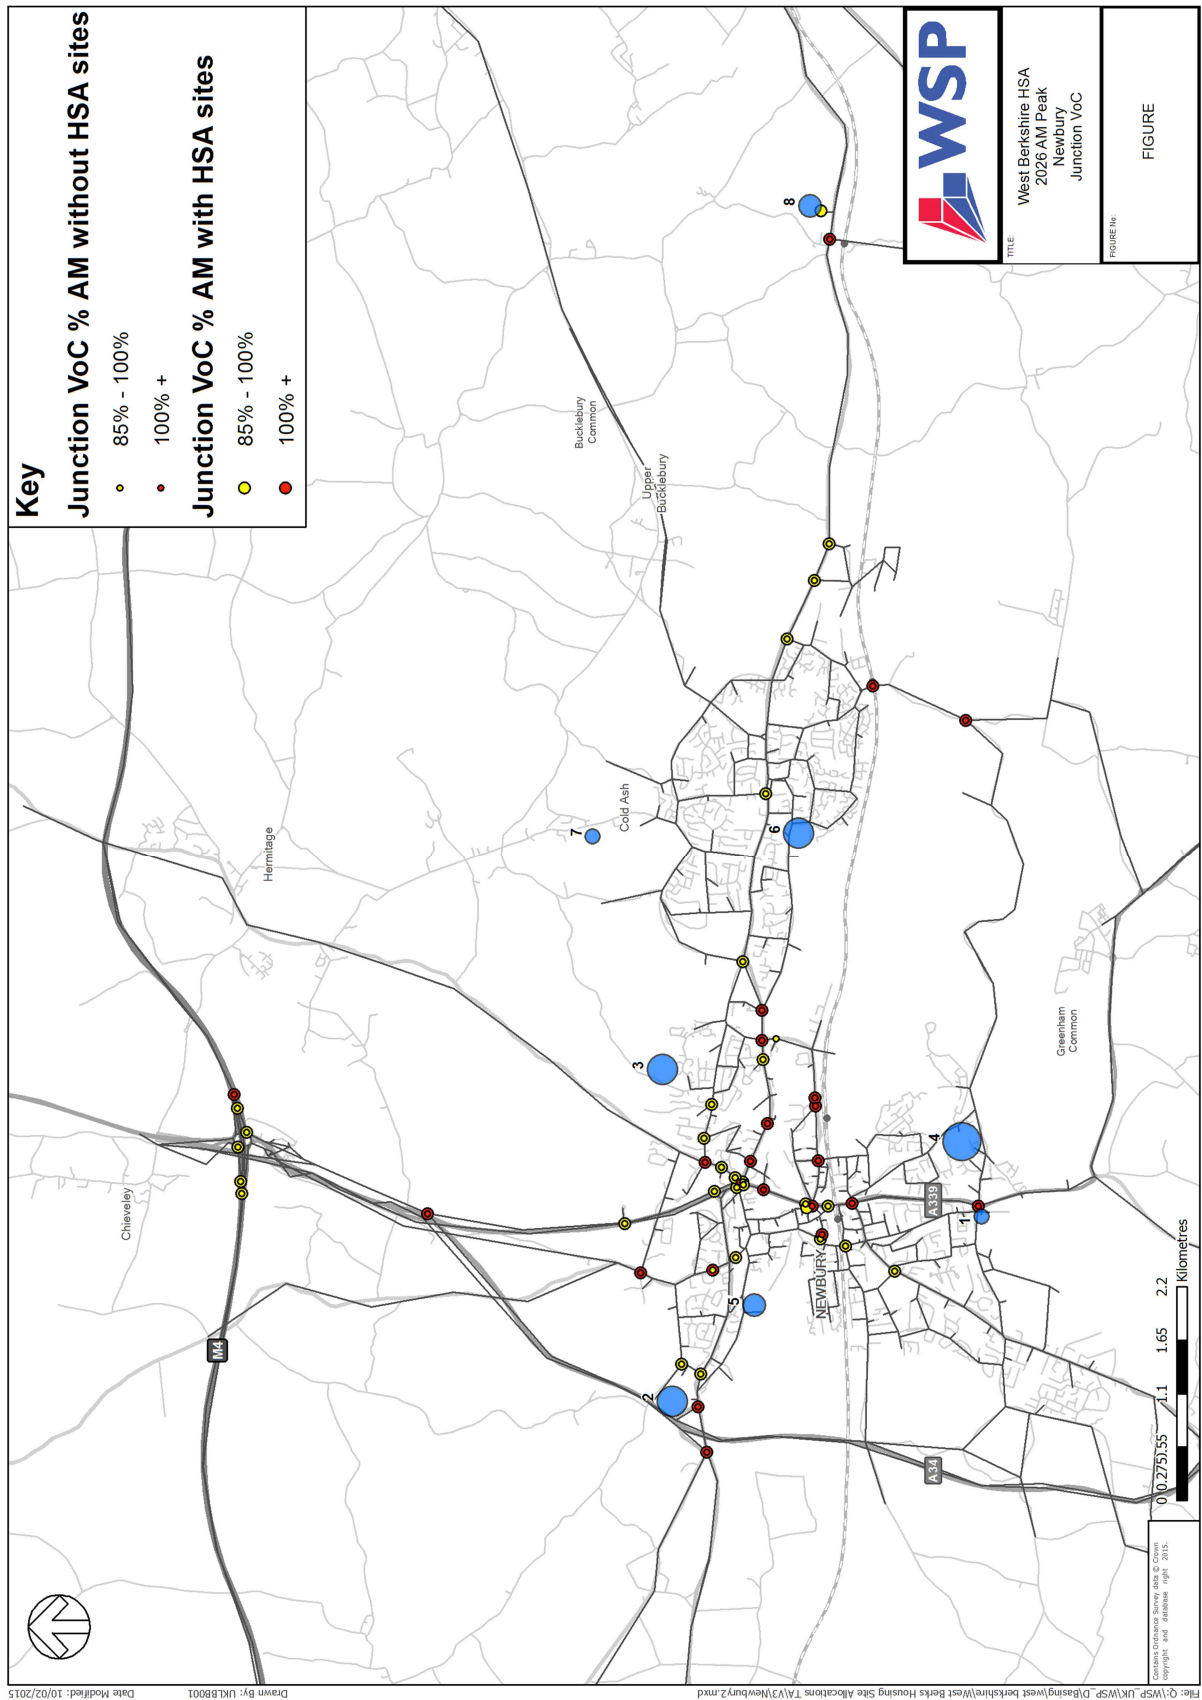 Key
Junction VoC % AM without HSA sites
85% - 100%
100% +
Junction VoC % AM with HSA sites
85% - 100%
100% +
WSP
TITLE:
West Berkshire HSA
2026 AM Peak
Newbury
Junction VoC
FIGURE No:
FIGURE
Chieveley
Hermitage
Bucklebury
Common
Upper
Bucklebury
Cold Ash
Greenham
Common
NEWBURY
M4
A34
A339
1
2
3
4
5
6
7
8
0 0.275).55 1.1 1.65 2.2
Kilometres
Contains Ordnance Survey data © Crown
copyright and database right 2015.
File: Q:\WSP_UK\WSP_D\Basing\west berkshire\West Berks Housing Site Allocations TA\V3\Newbury2.mxd
Drawn By: UKLBB001
Date Modified: 10/02/2015